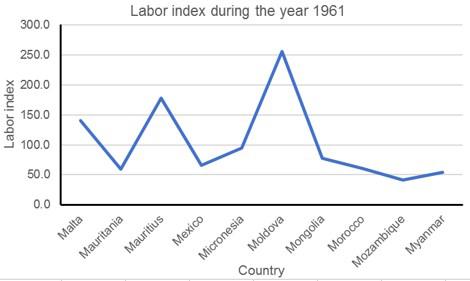 Labor index during the year 1961
Labor index
300.0
250.0
200.0
150.0
100.0
50.0
0.0
Malta
Mauritania
Mauritius
Mexico
Micronesia
Moldova
Mongolia
Morocco
Mozambique
Myanmar
Country